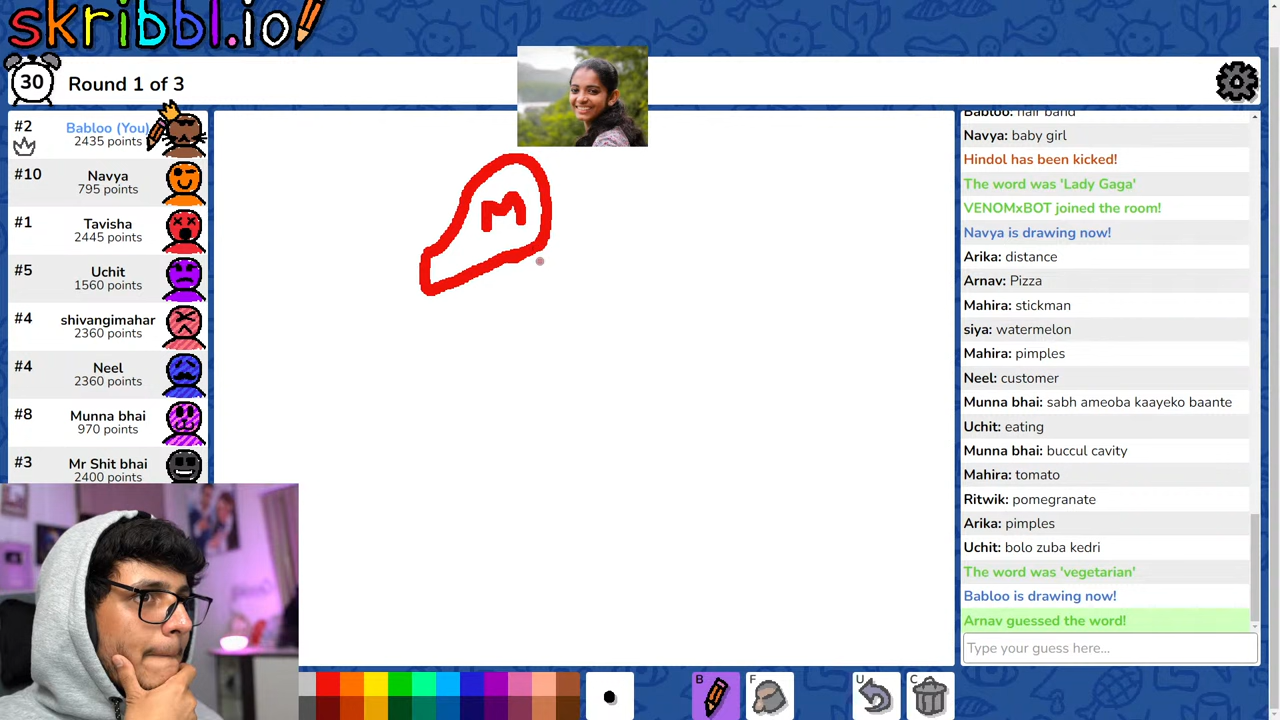 skribbl.io
30
Round 1 of 3
#2
Babloo (You)
2435 points
#10
Navya
795 points
#1
Tavisha
2445 points
#5
Uchit
1560 points
#4
shivangimahar
2360 points
#4
Neel
2360 points
#8
Munna bhai
970 points
#3
Mr Shit bhai
2400 points
M
Babloo: hair band
Navya: baby girl
Hindol has been kicked!
The word was 'Lady Gaga'
VENOMxBOT joined the room!
Navya is drawing now!
Arika: distance
Arnav: Pizza
Mahira: stickman
siya: watermelon
Mahira: pimples
Neel: customer
Munna bhai: sabh ameoba kaayeko baante
Uchit: eating
Munna bhai: buccul cavity
Mahira: tomato
Ritwik: pomegranate
Arika: pimples
Uchit: bolo zuba kedri
The word was 'vegetarian'
Babloo is drawing now!
Arnav guessed the word!
Type your guess here...
B
F
U
C